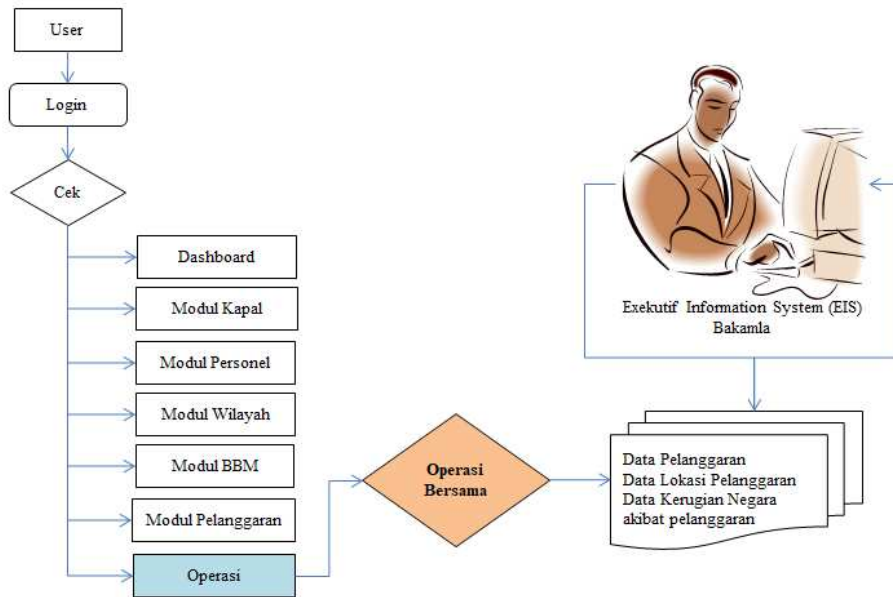 User
Login
Cek
Dashboard
Modul Kapal
Modul Personel
Modul Wilayah
Modul BBM
Modul Pelanggaran
Operasi
Operasi
Bersama
Exekutif Information System (EIS)
Bakamla
Data Pelanggaran
Data Lokasi Pelanggaran
Data Kerugian Negara
akibat pelanggaran